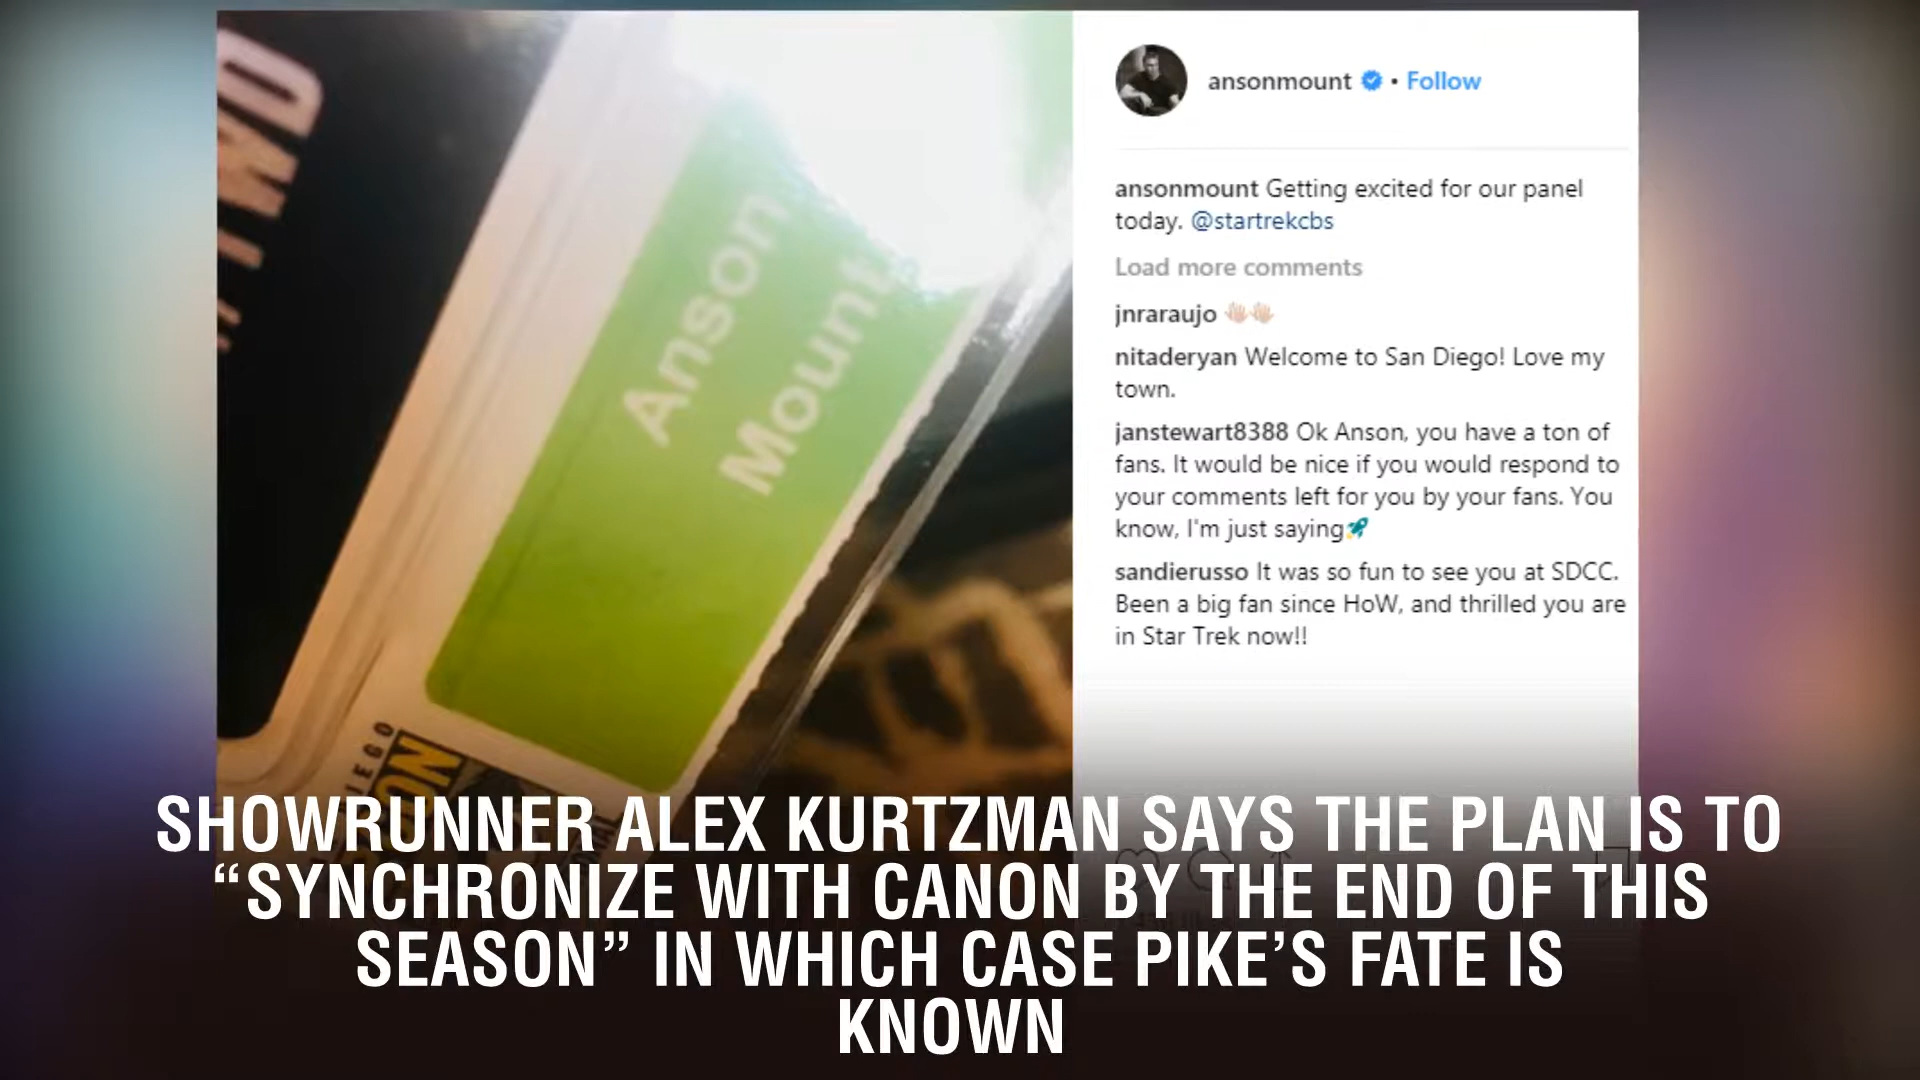 ansonmount • Follow
ansonmount Getting excited for our panel
today. @startrekcbs
Load more comments
jnraraujo 👋🏻👋🏻
nitaderyan Welcome to San Diego! Love my
town.
janstewart8388 Ok Anson, you have a ton of
fans. It would be nice if you would respond to
your comments left for you by your fans. You
know, I'm just saying🚀
sandierusso It was so fun to see you at SDCC.
Been a big fan since HoW, and thrilled you are
in Star Trek now!!
Anson
Mount
SHOWRUNNER ALEX KURTZMAN SAYS THE PLAN IS TO
“SYNCHRONIZE WITH CANON BY THE END OF THIS
SEASON” IN WHICH CASE PIKE’S FATE IS
KNOWN